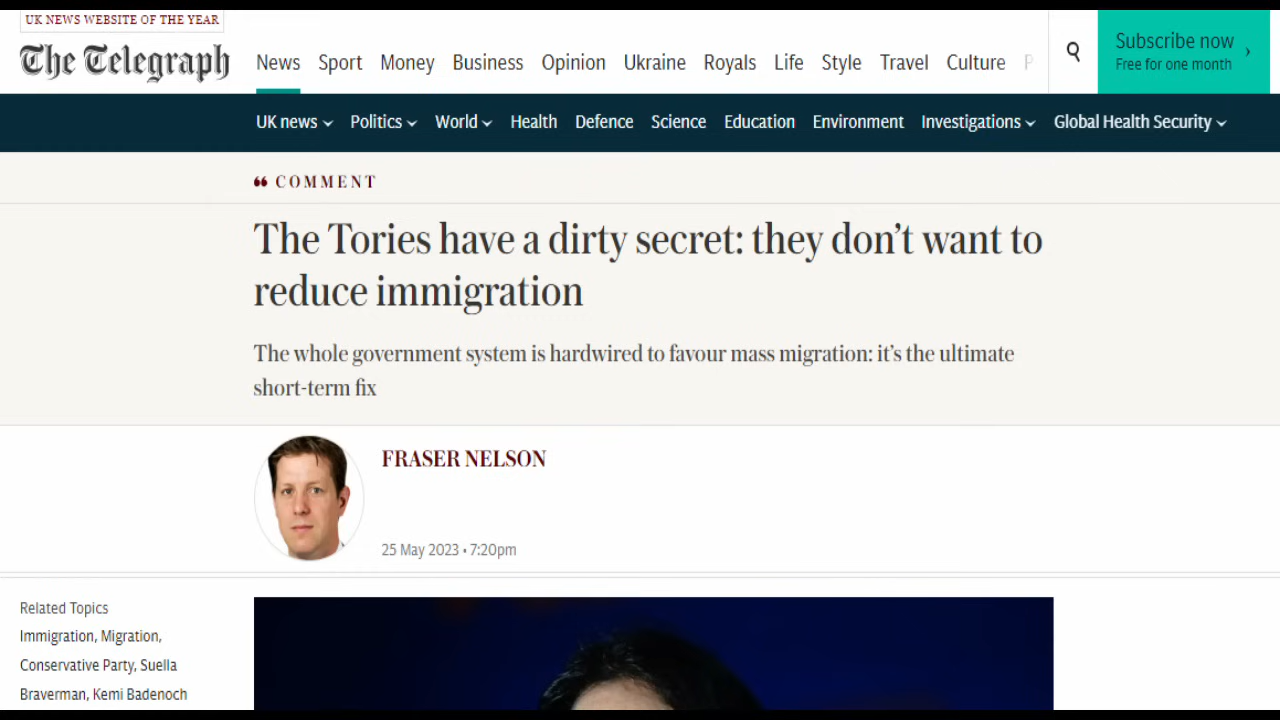 UK NEWS WEBSITE OF THE YEAR
The Telegraph
News Sport Money Business Opinion Ukraine Royals Life Style Travel Culture P
Subscribe now
Free for one month
UK news Politics World Health Defence Science Education Environment Investigations Global Health Security
COMMENT
The Tories have a dirty secret: they don't want to
reduce immigration
The whole government system is hardwired to favour mass migration: it's the ultimate
short-term fix
FRASER NELSON
25 May 2023 • 7:20pm
Related Topics
Immigration, Migration,
Conservative Party, Suella
Braverman, Kemi Badenoch